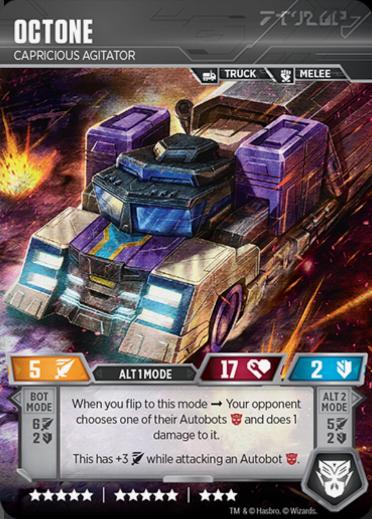 OCTONE
CAPRICIOUS AGITATOR
TRUCK MELEE
5 ALT 1 MODE 17 2
BOT
MODE
6
2
When you flip to this mode → Your opponent
chooses one of their Autobots and does 1
damage to it.
This has +3 while attacking an Autobot .
ALT 2
MODE
5
2
TM & © Hasbro. © Wizards.